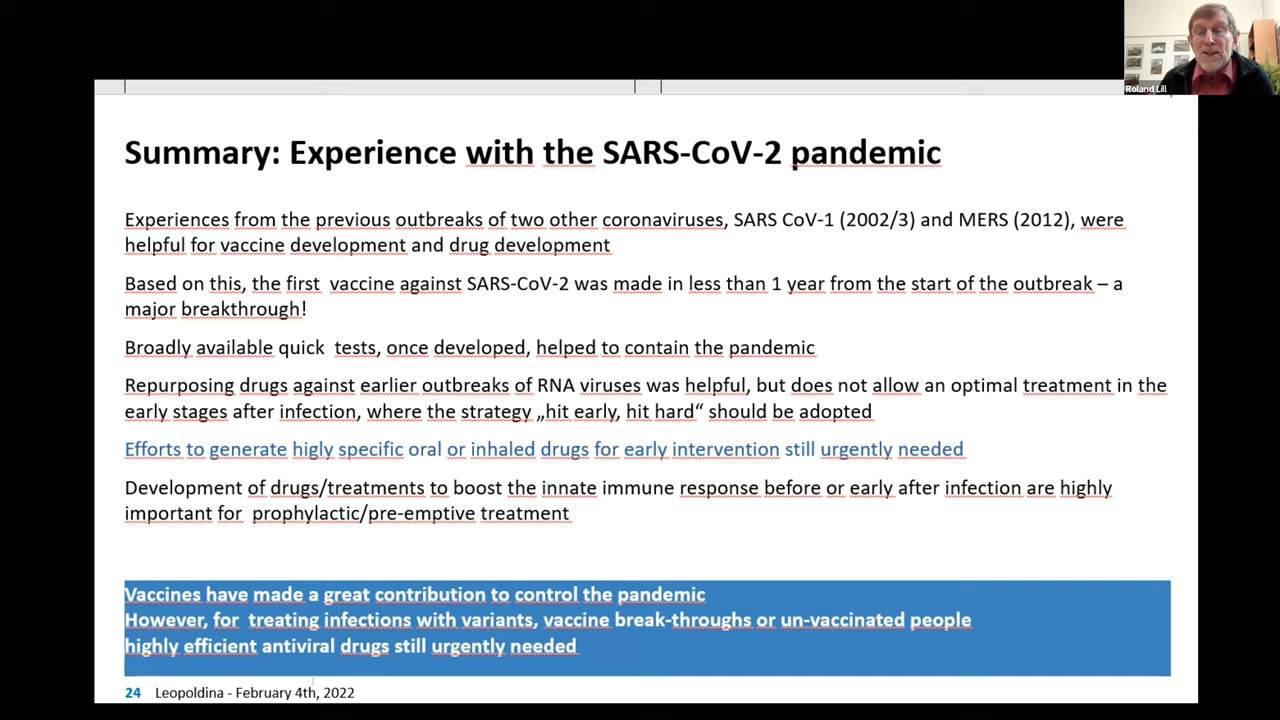 Roland Lill
Summary: Experience with the SARS-CoV-2 pandemic
Experiences from the previous outbreaks of two other coronaviruses, SARS CoV-1 (2002/3) and MERS (2012), were
helpful for vaccine development and drug development
Based on this, the first vaccine against SARS-CoV-2 was made in less than 1 year from the start of the outbreak – a
major breakthrough!
Broadly available quick tests, once developed, helped to contain the pandemic
Repurposing drugs against earlier outbreaks of RNA viruses was helpful, but does not allow an optimal treatment in the
early stages after infection, where the strategy „hit early, hit hard“ should be adopted
Efforts to generate higly specific oral or inhaled drugs for early intervention still urgently needed
Development of drugs/treatments to boost the innate immune response before or early after infection are highly
important for prophylactic/pre-emptive treatment
Vaccines have made a great contribution to control the pandemic
However, for treating infections with variants, vaccine break-throughs or un-vaccinated people
highly efficient antiviral drugs still urgently needed
24 Leopoldina - February 4th, 2022